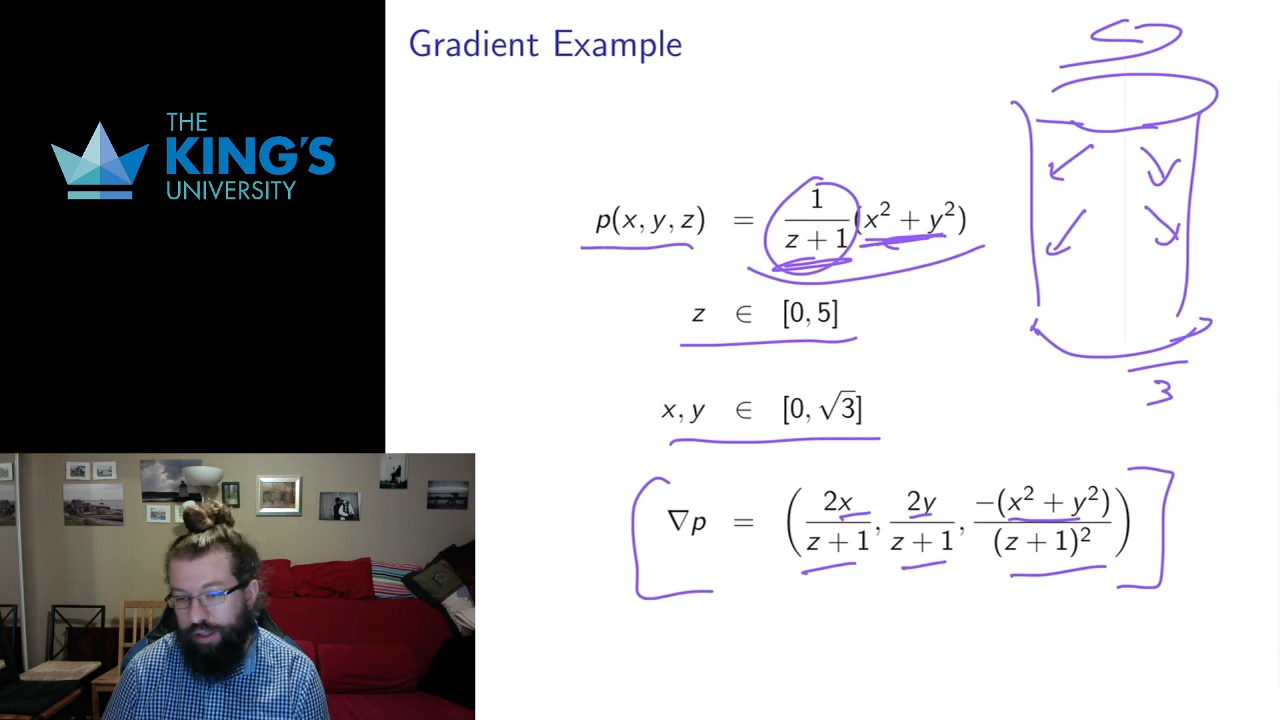 THE
KING'S
UNIVERSITY
Gradient Example
p(x, y, z) = 1/(z + 1) (x² + y²)
z ∈ [0, 5]
x, y ∈ [0, √3]
∇p = (2x/(z + 1), 2y/(z + 1), −(x² + y²)/(z + 1)²)
3